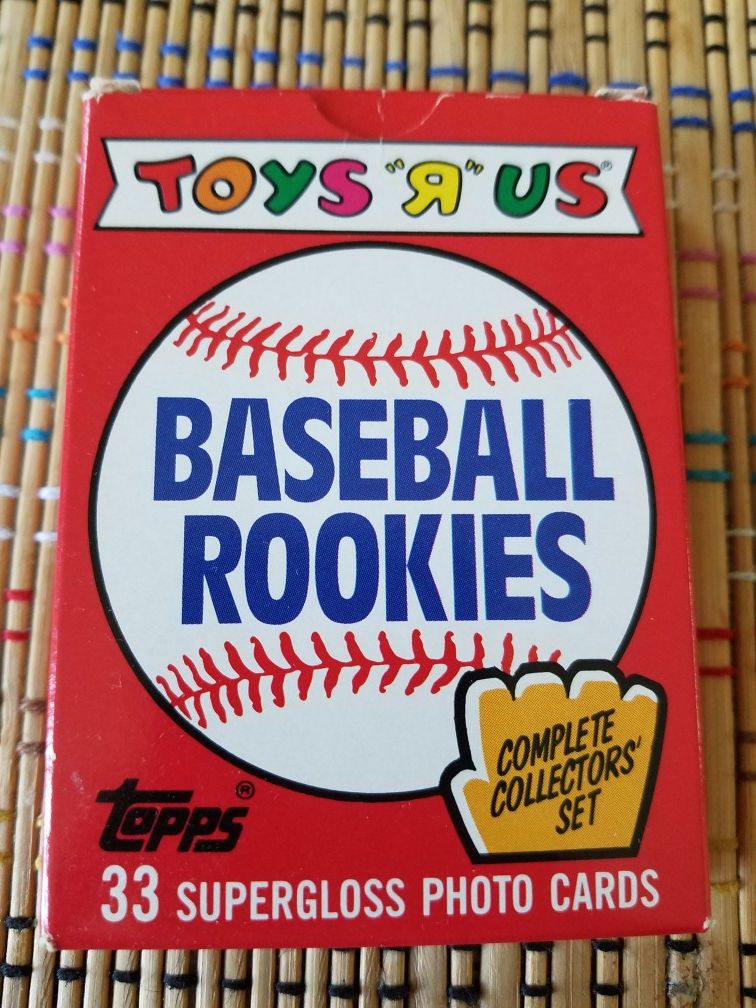 TOYS "Я" US®
BASEBALL
ROOKIES
COMPLETE
COLLECTORS'
SET
Topps®
33 SUPERGLOSS PHOTO CARDS